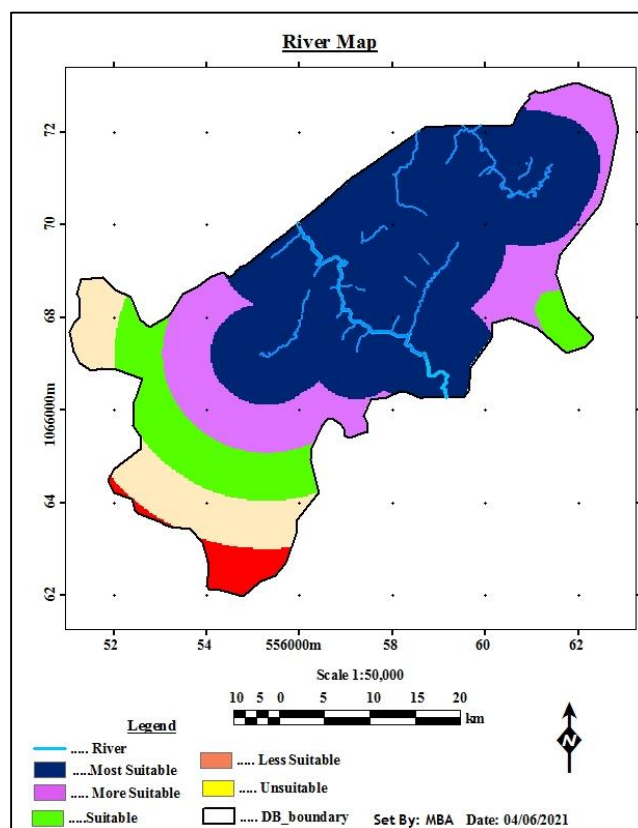 River Map
72
70
68
1066000m
64
62
52
54
556000m
58
60
62
Scale 1:50,000
10 5 0 5 10 15 20
km
Legend
..... River
.....Most Suitable
..... More Suitable
.....Suitable
..... Less Suitable
..... Unsuitable
..... DB_boundary
N
Set By: MBA Date: 04/06/2021